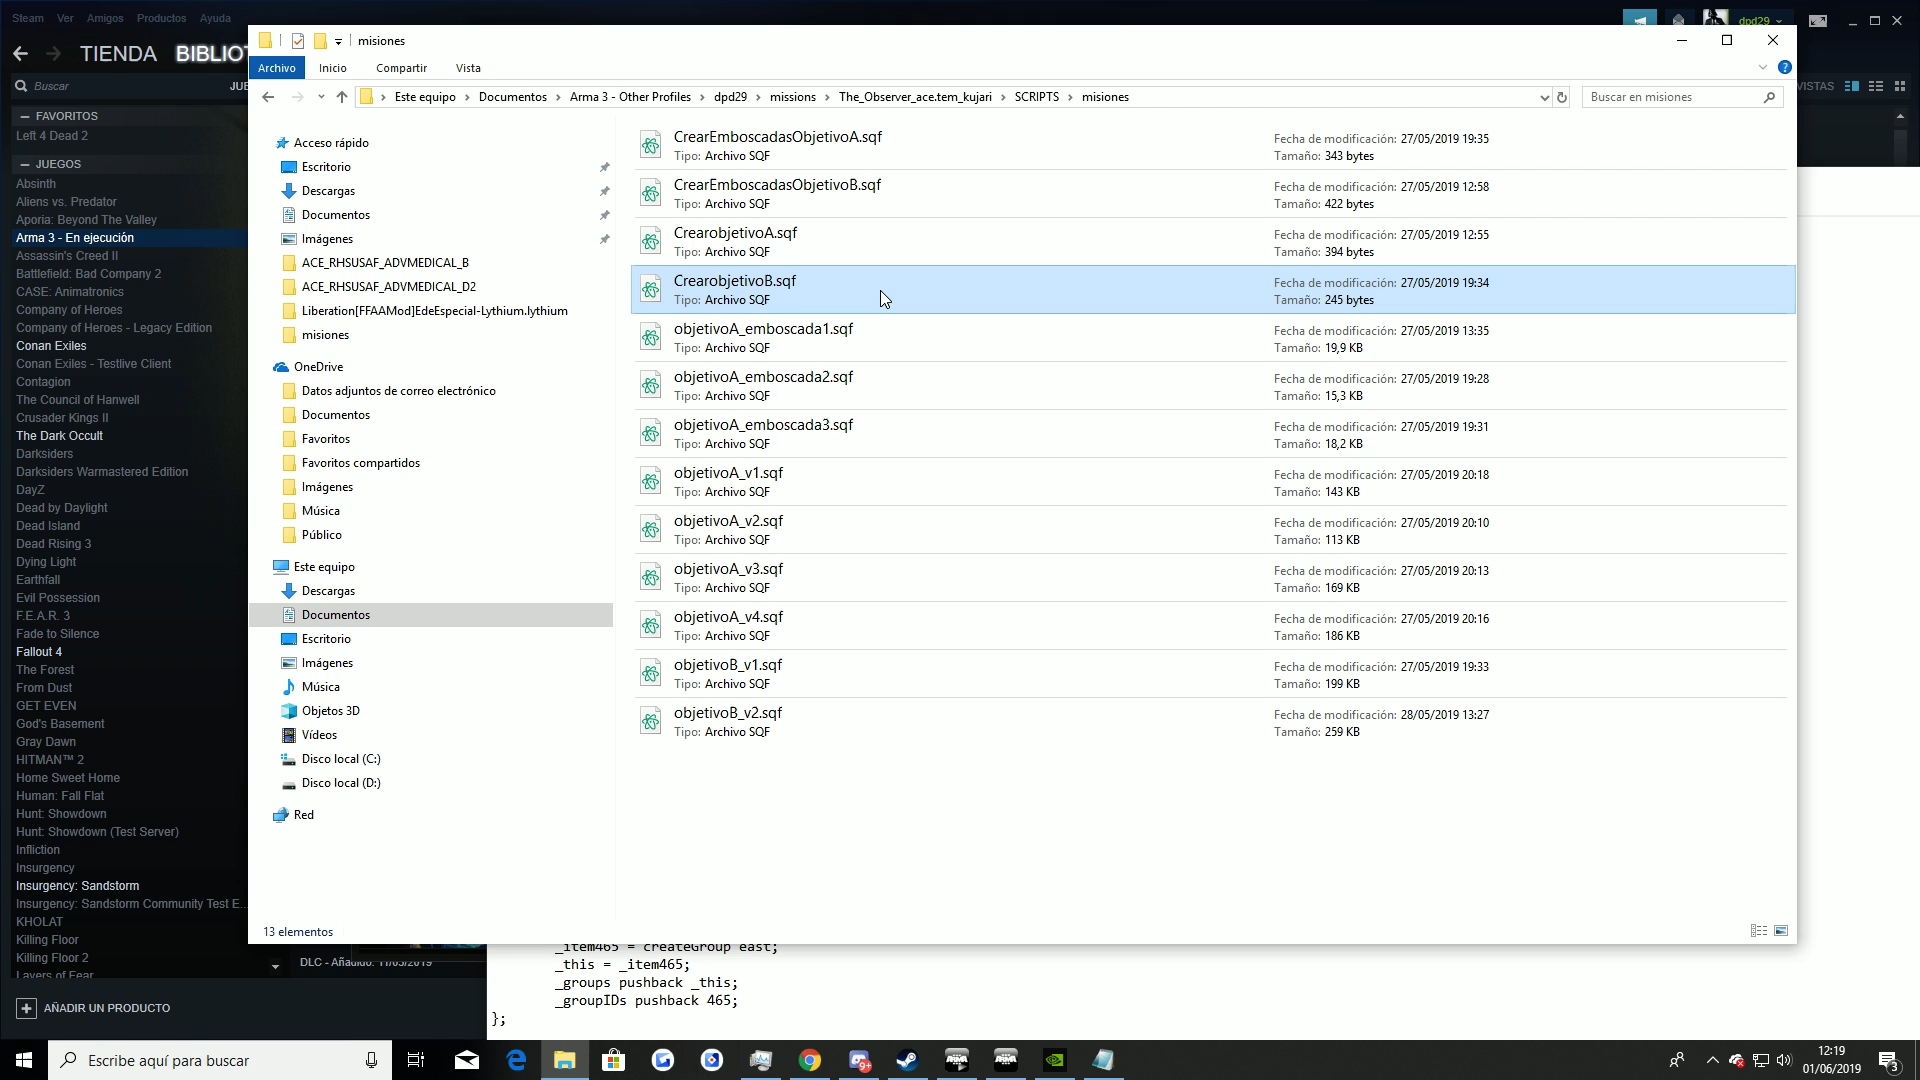 Steam Ver Amigos Productos Ayuda
dpd29
TIENDA BIBLIOT
Buscar JUE
VISTAS
FAVORITOS
Left 4 Dead 2
JUEGOS
Absinth
Aliens vs. Predator
Aporia: Beyond The Valley
Arma 3 - En ejecución
Assassin's Creed II
Battlefield: Bad Company 2
CASE: Animatronics
Company of Heroes
Company of Heroes - Legacy Edition
Conan Exiles
Conan Exiles - Testlive Client
Contagion
The Council of Hanwell
Crusader Kings II
The Dark Occult
Darksiders
Darksiders Warmastered Edition
DayZ
Dead by Daylight
Dead Island
Dead Rising 3
Dying Light
Earthfall
Evil Possession
F.E.A.R. 3
Fade to Silence
Fallout 4
The Forest
From Dust
GET EVEN
God's Basement
Gray Dawn
HITMAN™ 2
Home Sweet Home
Human: Fall Flat
Hunt: Showdown
Hunt: Showdown (Test Server)
Infliction
Insurgency
Insurgency: Sandstorm
Insurgency: Sandstorm Community Test E...
KHOLAT
Killing Floor
Killing Floor 2
Layers of Fear
AÑADIR UN PRODUCTO
misiones
Archivo Inicio Compartir Vista
Este equipo Documentos Arma 3 - Other Profiles dpd29 missions The_Observer_ace.tem_kujari SCRIPTS misiones
Buscar en misiones
Acceso rápido
Escritorio
Descargas
Documentos
Imágenes
ACE_RHSUSAF_ADVMEDICAL_B
ACE_RHSUSAF_ADVMEDICAL_D2
Liberation[FFAAMod]EdeEspecial-Lythium.lythium
misiones
OneDrive
Datos adjuntos de correo electrónico
Documentos
Favoritos
Favoritos compartidos
Imágenes
Música
Público
Este equipo
Descargas
Documentos
Escritorio
Imágenes
Música
Objetos 3D
Vídeos
Disco local (C:)
Disco local (D:)
Red
CrearEmboscadasObjetivoA.sqf Fecha de modificación: 27/05/2019 19:35
Tipo: Archivo SQF Tamaño: 343 bytes
CrearEmboscadasObjetivoB.sqf Fecha de modificación: 27/05/2019 12:58
Tipo: Archivo SQF Tamaño: 422 bytes
CrearobjetivoA.sqf Fecha de modificación: 27/05/2019 12:55
Tipo: Archivo SQF Tamaño: 394 bytes
CrearobjetivoB.sqf Fecha de modificación: 27/05/2019 19:34
Tipo: Archivo SQF Tamaño: 245 bytes
objetivoA_emboscada1.sqf Fecha de modificación: 27/05/2019 13:35
Tipo: Archivo SQF Tamaño: 19,9 KB
objetivoA_emboscada2.sqf Fecha de modificación: 27/05/2019 19:28
Tipo: Archivo SQF Tamaño: 15,3 KB
objetivoA_emboscada3.sqf Fecha de modificación: 27/05/2019 19:31
Tipo: Archivo SQF Tamaño: 18,2 KB
objetivoA_v1.sqf Fecha de modificación: 27/05/2019 20:18
Tipo: Archivo SQF Tamaño: 143 KB
objetivoA_v2.sqf Fecha de modificación: 27/05/2019 20:10
Tipo: Archivo SQF Tamaño: 113 KB
objetivoA_v3.sqf Fecha de modificación: 27/05/2019 20:13
Tipo: Archivo SQF Tamaño: 169 KB
objetivoA_v4.sqf Fecha de modificación: 27/05/2019 20:16
Tipo: Archivo SQF Tamaño: 186 KB
objetivoB_v1.sqf Fecha de modificación: 27/05/2019 19:33
Tipo: Archivo SQF Tamaño: 199 KB
objetivoB_v2.sqf Fecha de modificación: 28/05/2019 13:27
Tipo: Archivo SQF Tamaño: 259 KB
13 elementos
DLC - Añadido: 11/05/2019
_item465 = createGroup east;
_this = _item465;
_groups pushback _this;
_groupIDs pushback 465;
};
Escribe aquí para buscar
9+
12:19
01/06/2019
3